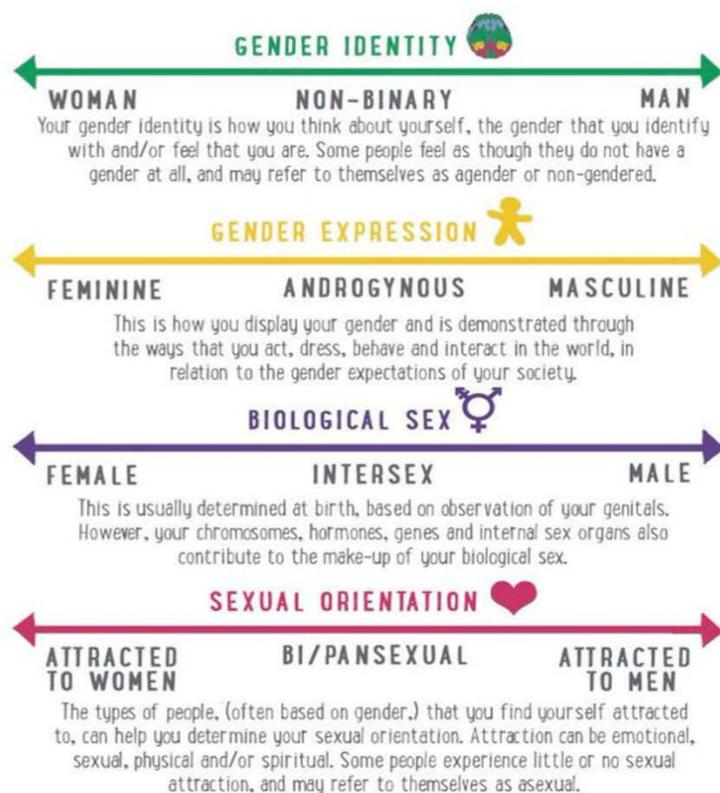 GENDER IDENTITY
WOMAN NON-BINARY MAN
Your gender identity is how you think about yourself, the gender that you identify
with and/or feel that you are. Some people feel as though they do not have a
gender at all, and may refer to themselves as agender or non-gendered.
GENDER EXPRESSION
FEMININE ANDROGYNOUS MASCULINE
This is how you display your gender and is demonstrated through
the ways that you act, dress, behave and interact in the world, in
relation to the gender expectations of your society.
BIOLOGICAL SEX
FEMALE INTERSEX MALE
This is usually determined at birth, based on observation of your genitals.
However, your chromosomes, hormones, genes and internal sex organs also
contribute to the make-up of your biological sex.
SEXUAL ORIENTATION
ATTRACTED BI/PANSEXUAL ATTRACTED
TO WOMEN TO MEN
The types of people, (often based on gender,) that you find yourself attracted
to, can help you determine your sexual orientation. Attraction can be emotional,
sexual, physical and/or spiritual. Some people experience little or no sexual
attraction, and may refer to themselves as asexual.